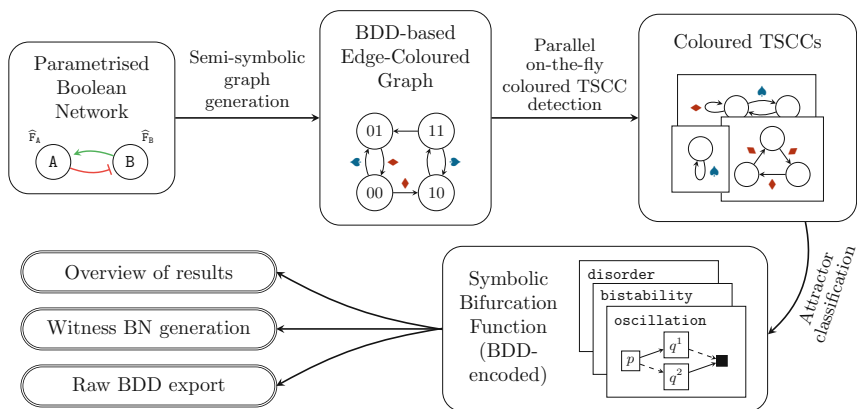 Parametrised
Boolean
Network
F̂A
F̂B
A
B
Semi-symbolic
graph
generation
BDD-based
Edge-Coloured
Graph
01
11
00
10
Parallel
on-the-fly
coloured TSCC
detection
Coloured TSCCs
Attractor
classification
Symbolic
Bifurcation
Function
(BDD-
encoded)
disorder
bistability
oscillation
p
q¹
q²
Overview of results
Witness BN generation
Raw BDD export